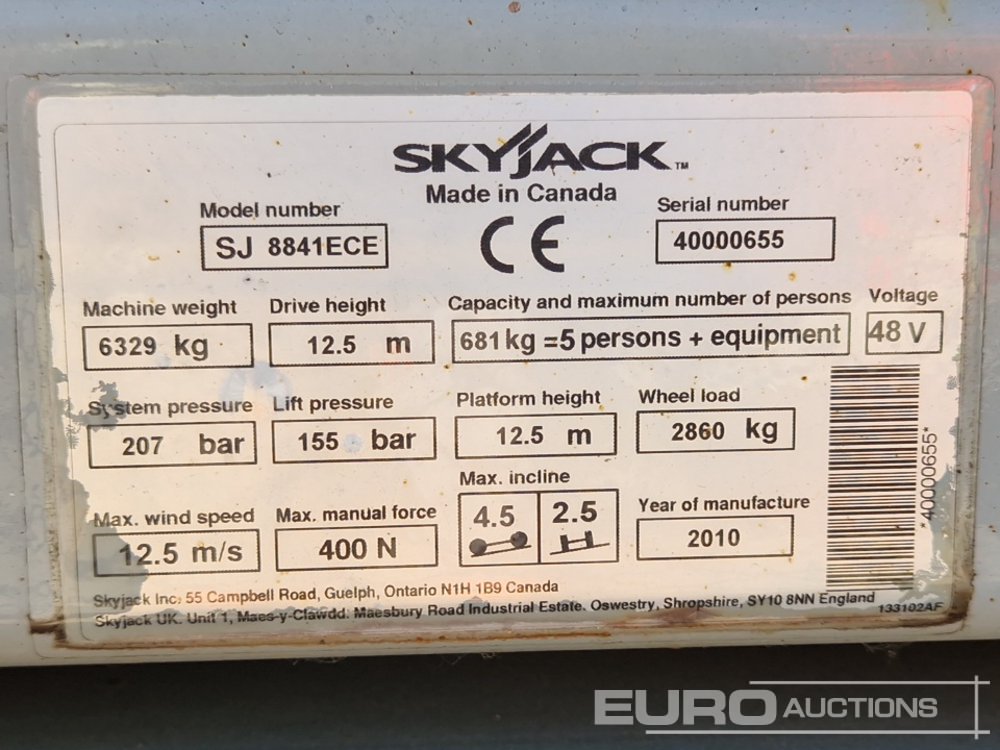 SKYJACK™
Made in Canada
CE
Model number
SJ 8841ECE
Serial number
40000655
Machine weight
6329 kg
Drive height
12.5 m
Capacity and maximum number of persons
681 kg =5 persons + equipment
Voltage
48 V
System pressure
207 bar
Lift pressure
155 bar
Platform height
12.5 m
Wheel load
2860 kg
Max. wind speed
12.5 m/s
Max. manual force
400 N
Max. incline
4.5
2.5
Year of manufacture
2010
*40000655*
Skyjack Inc. 55 Campbell Road, Guelph, Ontario N1H 1B9 Canada
Skyjack UK. Unit 1, Maes-y-Clawdd. Maesbury Road Industrial Estate. Oswestry, Shropshire, SY10 8NN England
133102AF
EURO AUCTIONS